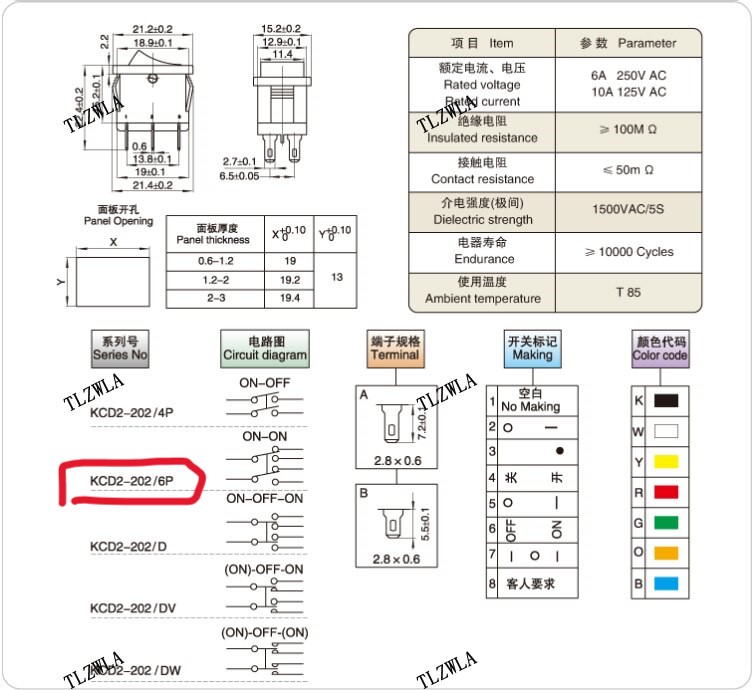 21.2±0.2
18.9±0.1
2.2
0.6
13.8±0.1
19±0.1
21.4±0.2
15.2±0.2
12.9±0.1
11.4
2.7±0.1
6.5±0.05
TLZWLA
面板开孔
Panel Opening
X
Y
面板厚度
Panel thickness
X+0.10 0
Y+0.10 0
0.6-1.2
19
1.2-2
19.2
2-3
19.4
13
项 目 Item
参 数 Parameter
额定电流、电压
Rated voltage
Rated current
6A 250V AC
10A 125V AC
TLZWLA
绝缘电阻
Insulated resistance
≥100M Ω
接触电阻
Contact resistance
≤50m Ω
介电强度(极间)
Dielectric strength
1500VAC/5S
电器寿命
Endurance
≥10000 Cycles
使用温度
Ambient temperature
T 85
系列号
Series No
电路图
Circuit diagram
端子规格
Terminal
开关标记
Making
颜色代码
Color code
TLZWLA
KCD2-202/4P
ON-OFF
KCD2-202/6P
ON-ON
KCD2-202/D
ON-OFF-ON
KCD2-202/DV
(ON)-OFF-ON
KCD2-202/DW
(ON)-OFF-(ON)
TLZWLA
A
7.2±0.1
2.8×0.6
B
5.5±0.1
2.8×0.6
TLZWLA
TLZWLA
1 空白
No Making
2 O —
3 ●
4 关 开
5 O |
6 OFF ON
7 — O —
8 客人要求
K
W
Y
R
G
O
B